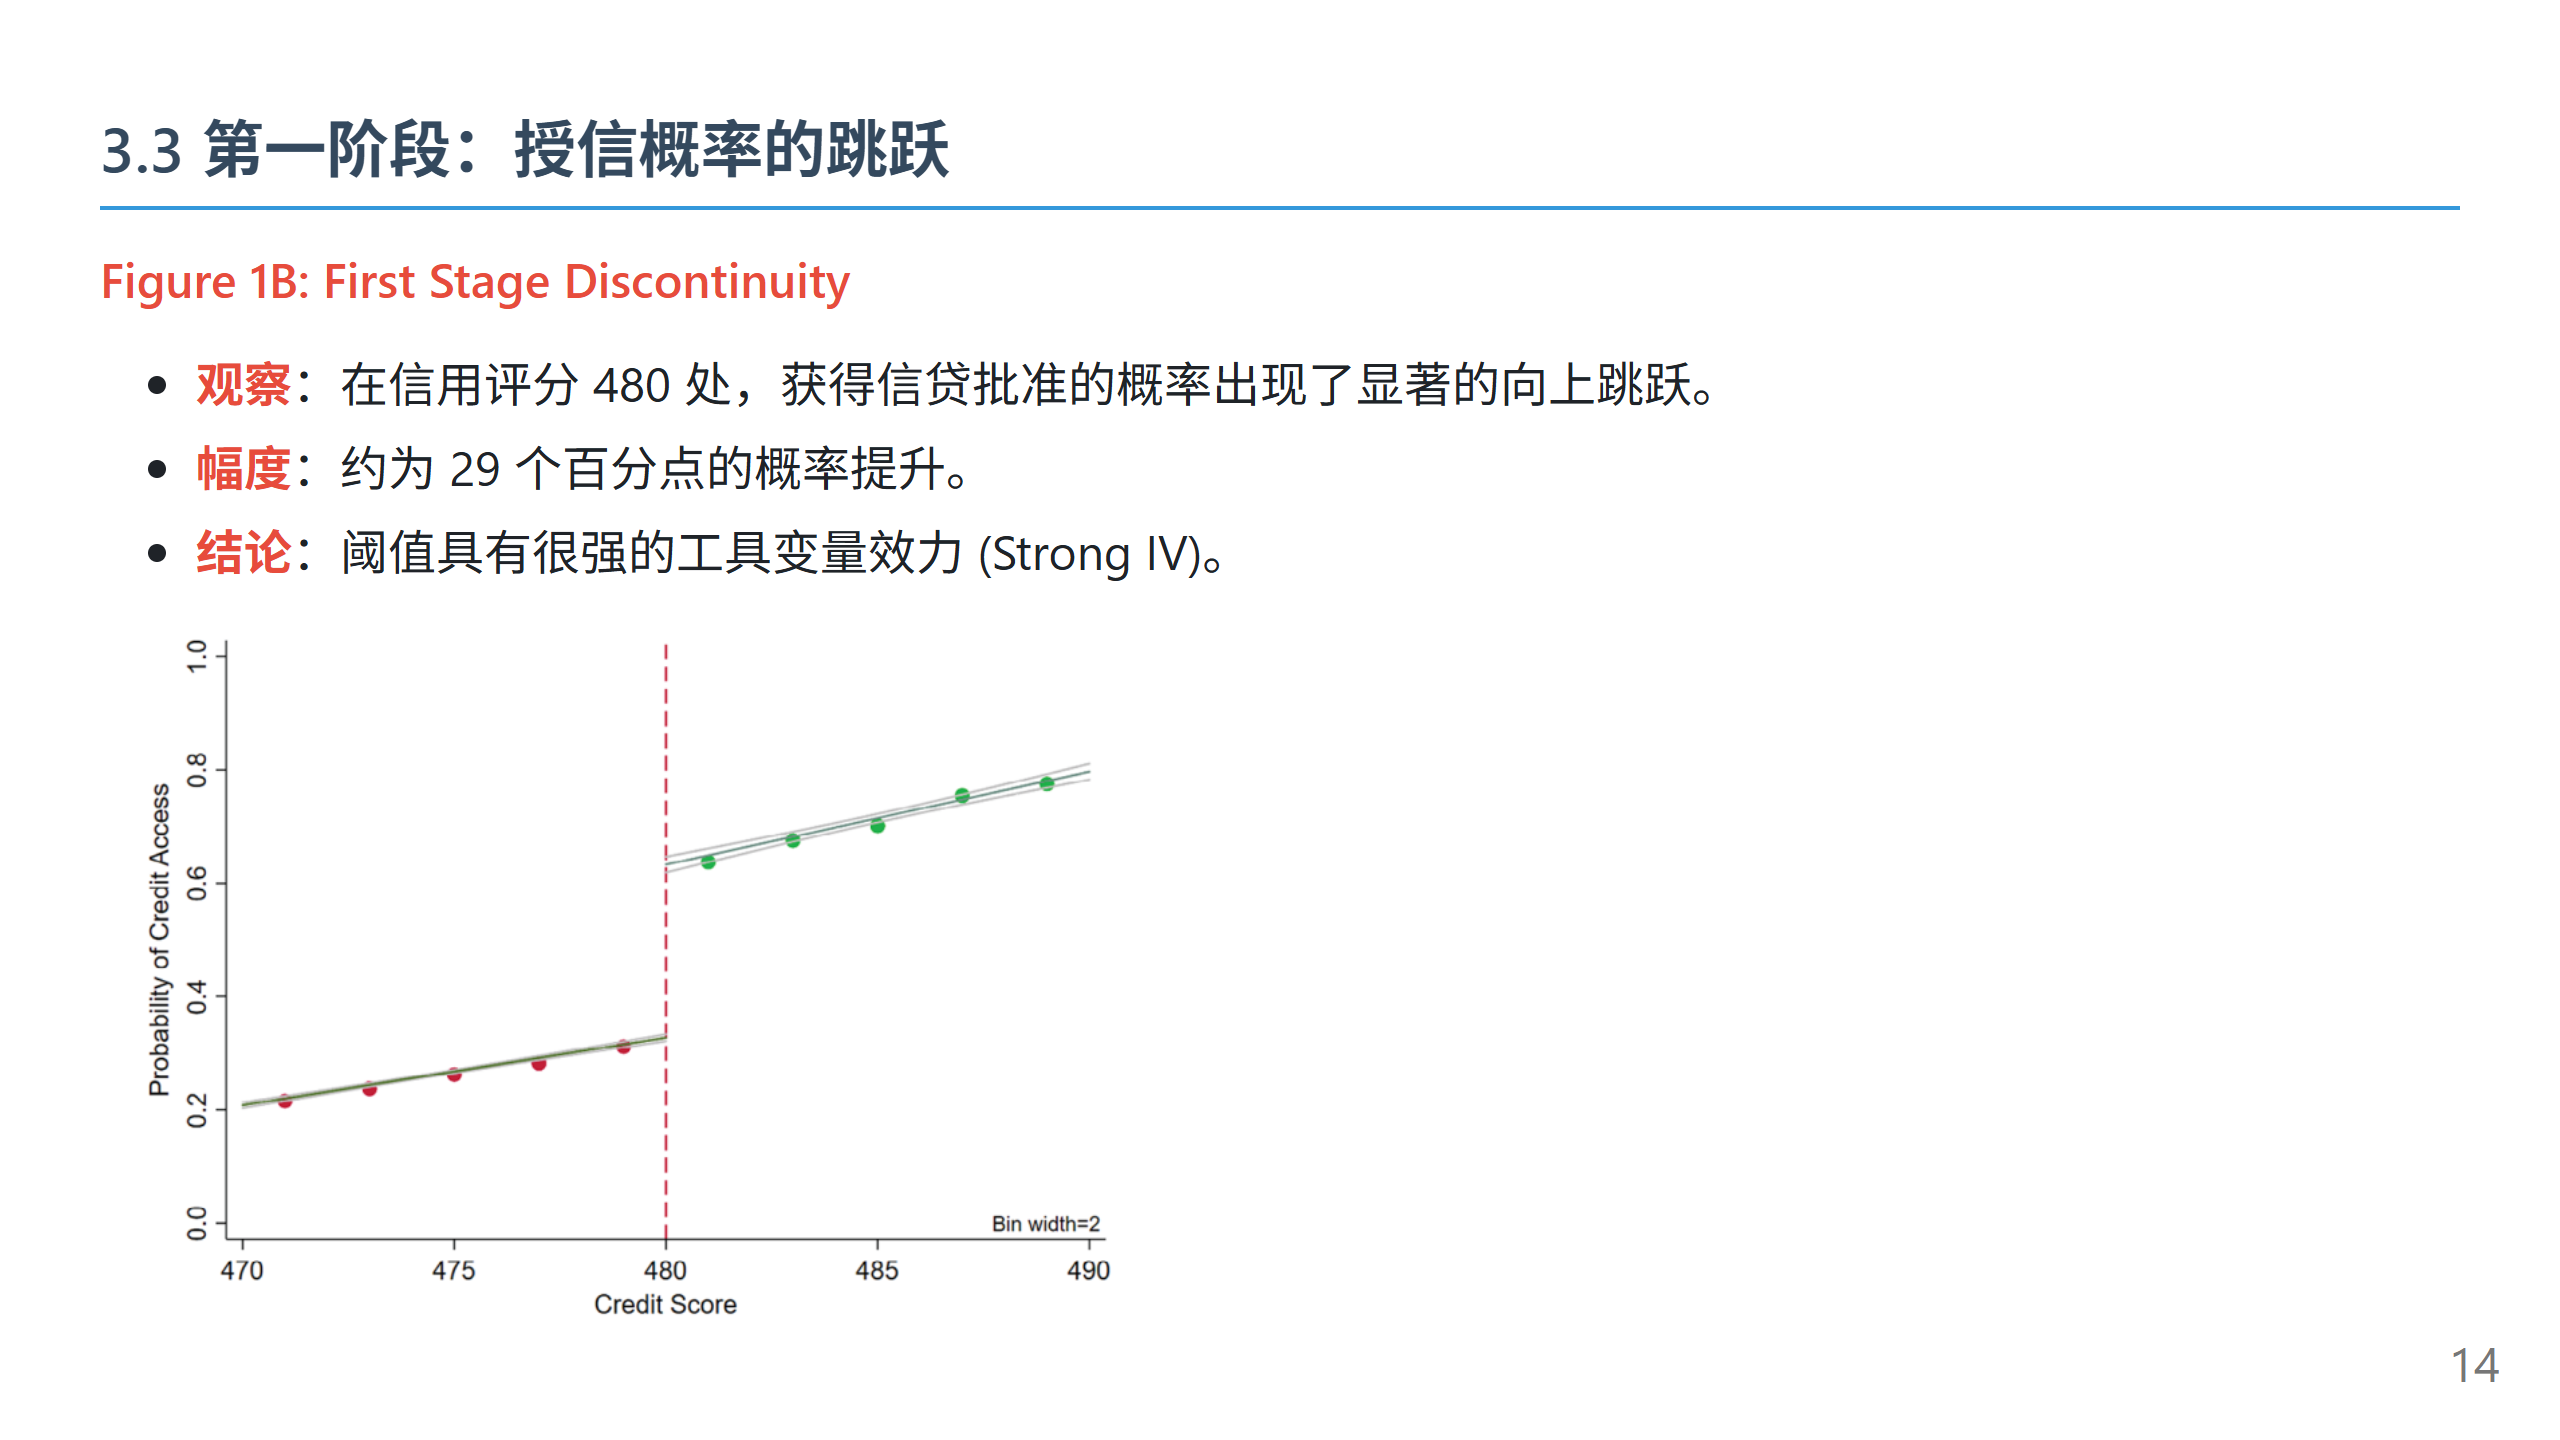 3.3 第一阶段：授信概率的跳跃
Figure 1B: First Stage Discontinuity
• 观察：在信用评分 480 处，获得信贷批准的概率出现了显著的向上跳跃。
• 幅度：约为 29 个百分点的概率提升。
• 结论：阈值具有很强的工具变量效力 (Strong IV)。
Probability of Credit Access
1.0
0.8
0.6
0.4
0.2
0.0
Bin width=2
470 475 480 485 490
Credit Score
14